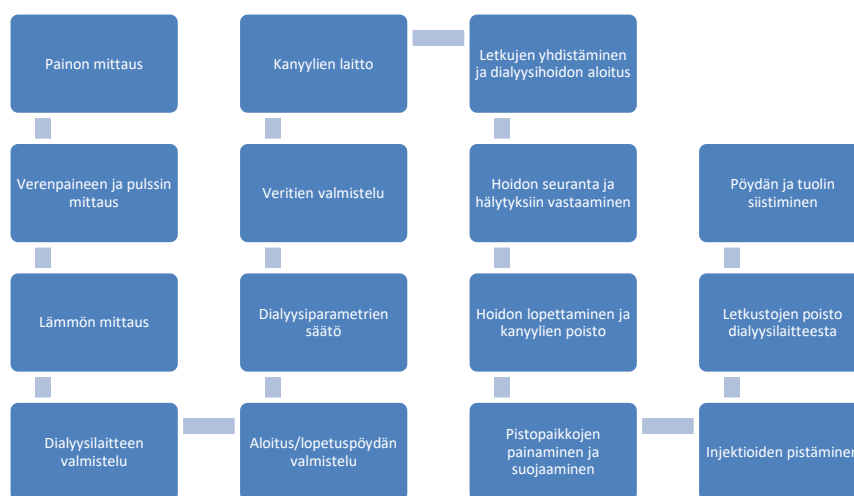 Painon mittaus
Verenpaineen ja pulssin
mittaus
Lämmön mittaus
Dialyysilaitteen
valmistelu
Aloitus/lopetuspöydän
valmistelu
Dialyysiparametrien
säätö
Veritien valmistelu
Kanyylien laitto
Letkujen yhdistäminen
ja dialyysihoidon aloitus
Hoidon seuranta ja
hälytyksiin vastaaminen
Hoidon lopettaminen ja
kanyylien poisto
Pistopaikkojen
painaminen ja
suojaaminen
Injektioiden pistäminen
Letkustojen poisto
dialyysilaitteesta
Pöydän ja tuolin
siistiminen